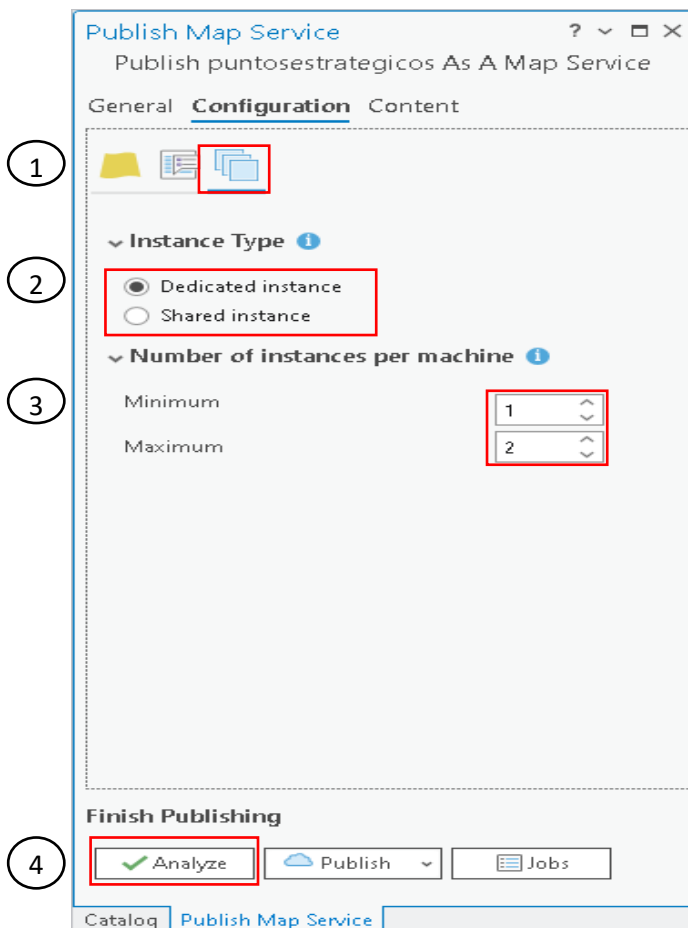 Publish Map Service ?
Publish puntosestrategicos As A Map Service
General Configuration Content
1
Instance Type i
2
Dedicated instance
Shared instance
Number of instances per machine i
3
Minimum 1
Maximum 2
Finish Publishing
4
Analyze Publish Jobs
Catalog Publish Map Service